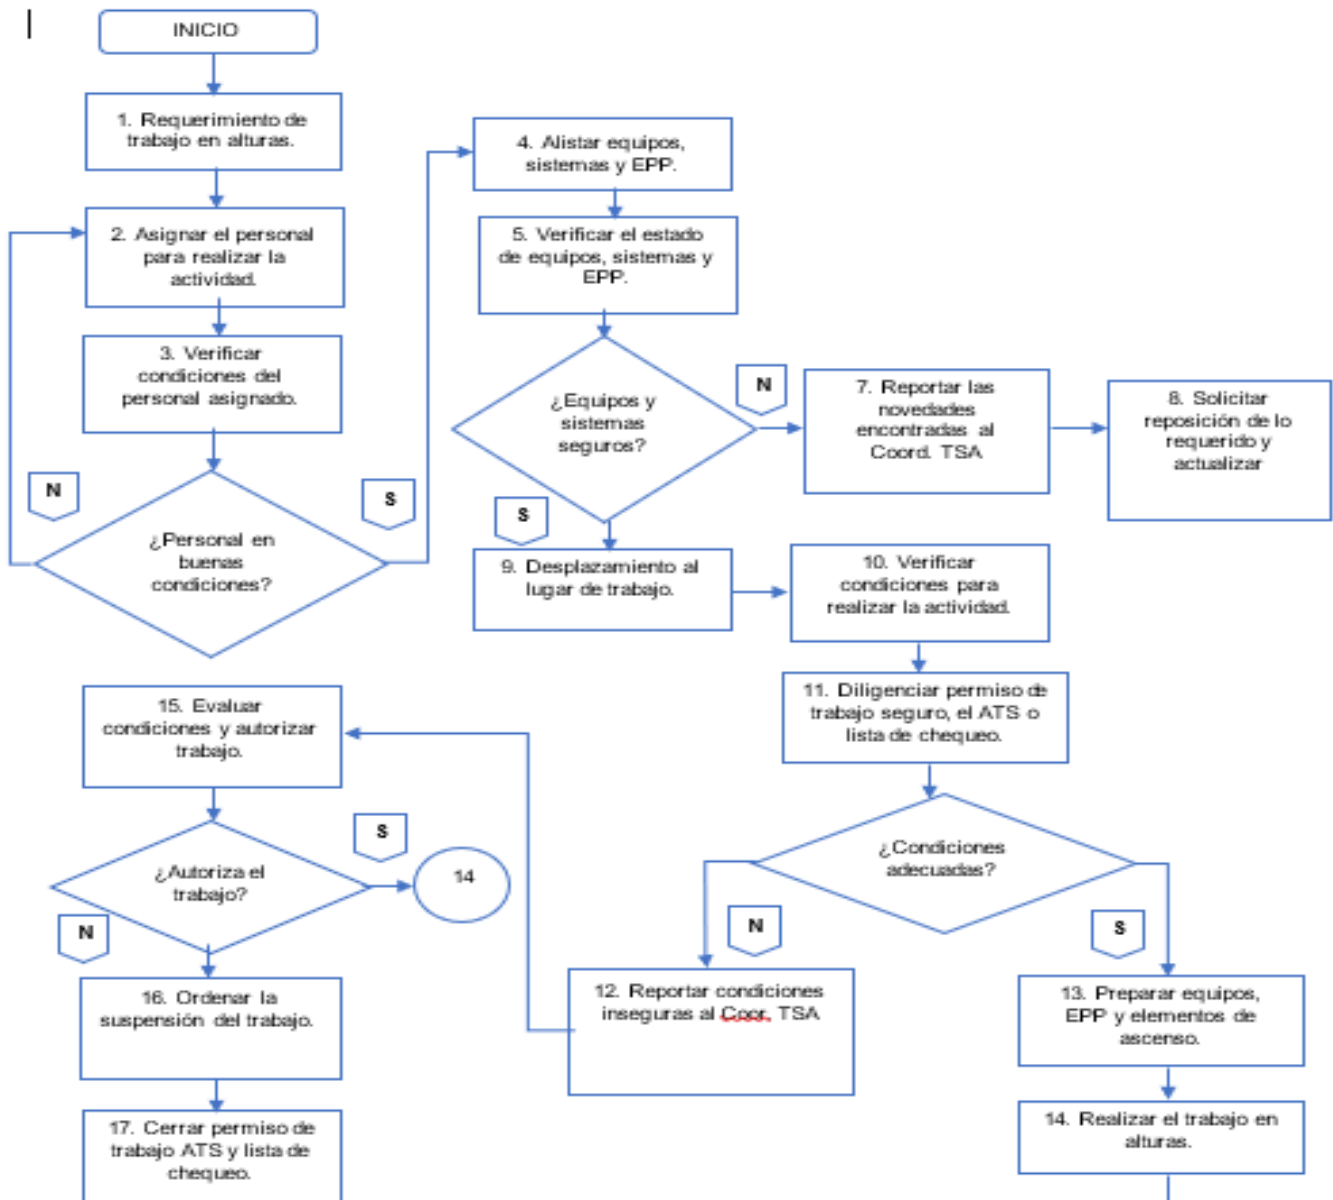 INICIO
1. Requerimiento de
trabajo en alturas.
2. Asignar el personal
para realizar la
actividad.
3. Verificar
condiciones del
personal asignado.
N
S
¿Personal en
buenas
condiciones?
4. Alistar equipos,
sistemas y EPP.
5. Verificar el estado
de equipos, sistemas y
EPP.
¿Equipos y
sistemas
seguros?
N
7. Reportar las
novedades
encontradas al
Coord. TSA
8. Solicitar
reposición de lo
requerido y
actualizar
S
9. Desplazamiento al
lugar de trabajo.
10. Verificar
condiciones para
realizar la actividad.
11. Diligenciar permiso de
trabajo seguro, el ATS o
lista de chequeo.
¿Condiciones
adecuadas?
N
S
12. Reportar condiciones
inseguras al Coor. TSA
13. Preparar equipos,
EPP y elementos de
ascenso.
14. Realizar el trabajo en
alturas.
15. Evaluar
condiciones y autorizar
trabajo.
¿Autoriza el
trabajo?
S
14
N
16. Ordenar la
suspensión del trabajo.
17. Cerrar permiso de
trabajo ATS y lista de
chequeo.